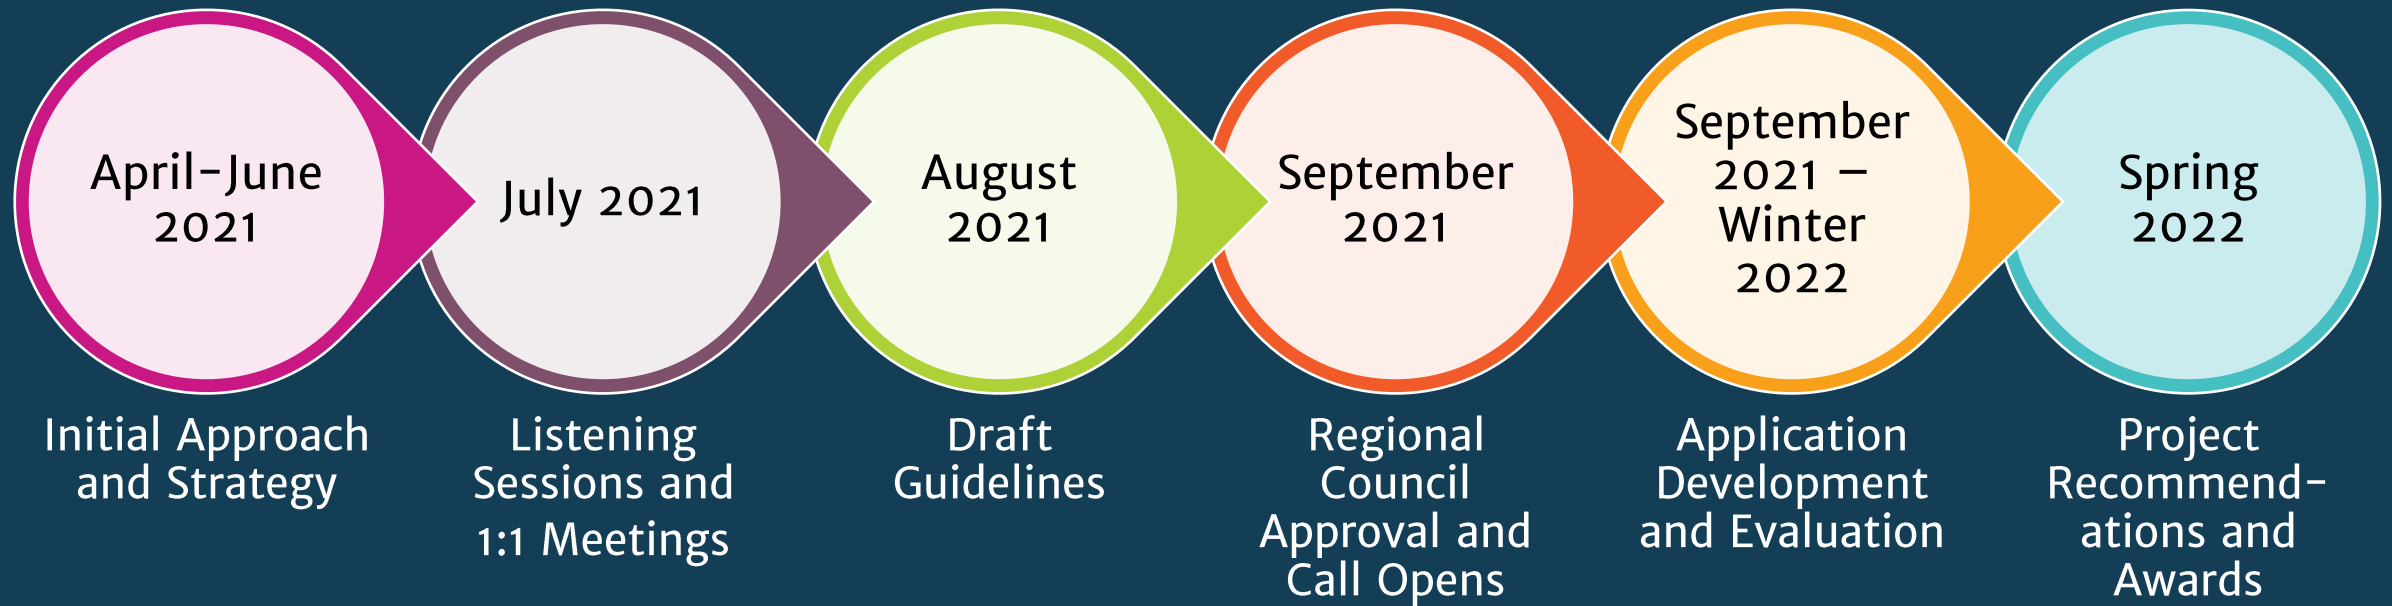 April-June
2021
July 2021
August
2021
September
2021
September
2021 –
Winter
2022
Spring
2022
Initial Approach
and Strategy
Listening
Sessions and
1:1 Meetings
Draft
Guidelines
Regional
Council
Approval and
Call Opens
Application
Development
and Evaluation
Project
Recommend-
ations and
Awards